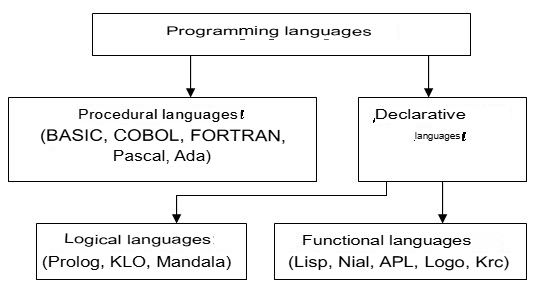 Programming languages
Procedural languages
(BASIC, COBOL, FORTRAN,
Pascal, Ada)
Declarative
languages
Logical languages
(Prolog, KLO, Mandala)
Functional languages
(Lisp, Nial, APL, Logo, Krc)